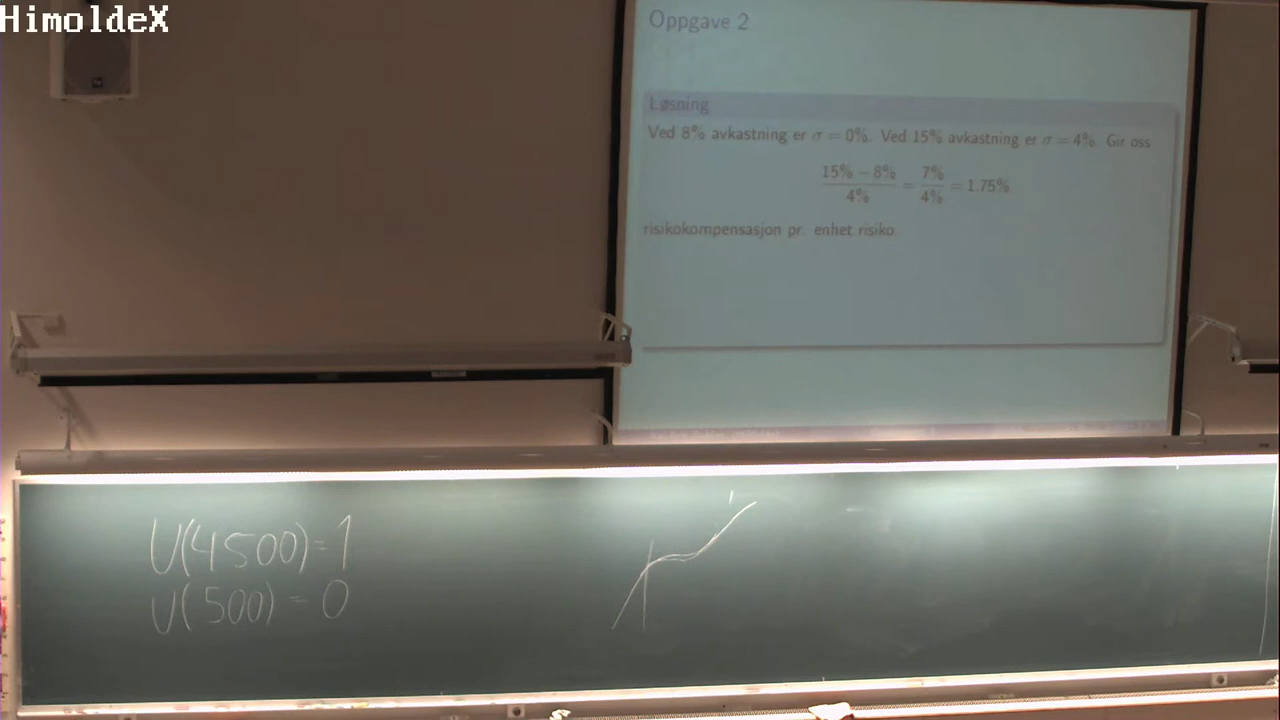 HimoldeX
Oppgave 2
Løsning
Ved 8% avkastning er σ = 0%. Ved 15% avkastning er σ = 4%. Gir oss
15% − 8% / 4% = 7% / 4% = 1.75%
risikokompensasjon pr. enhet risiko.
U(4500) = 1
U(500) = 0